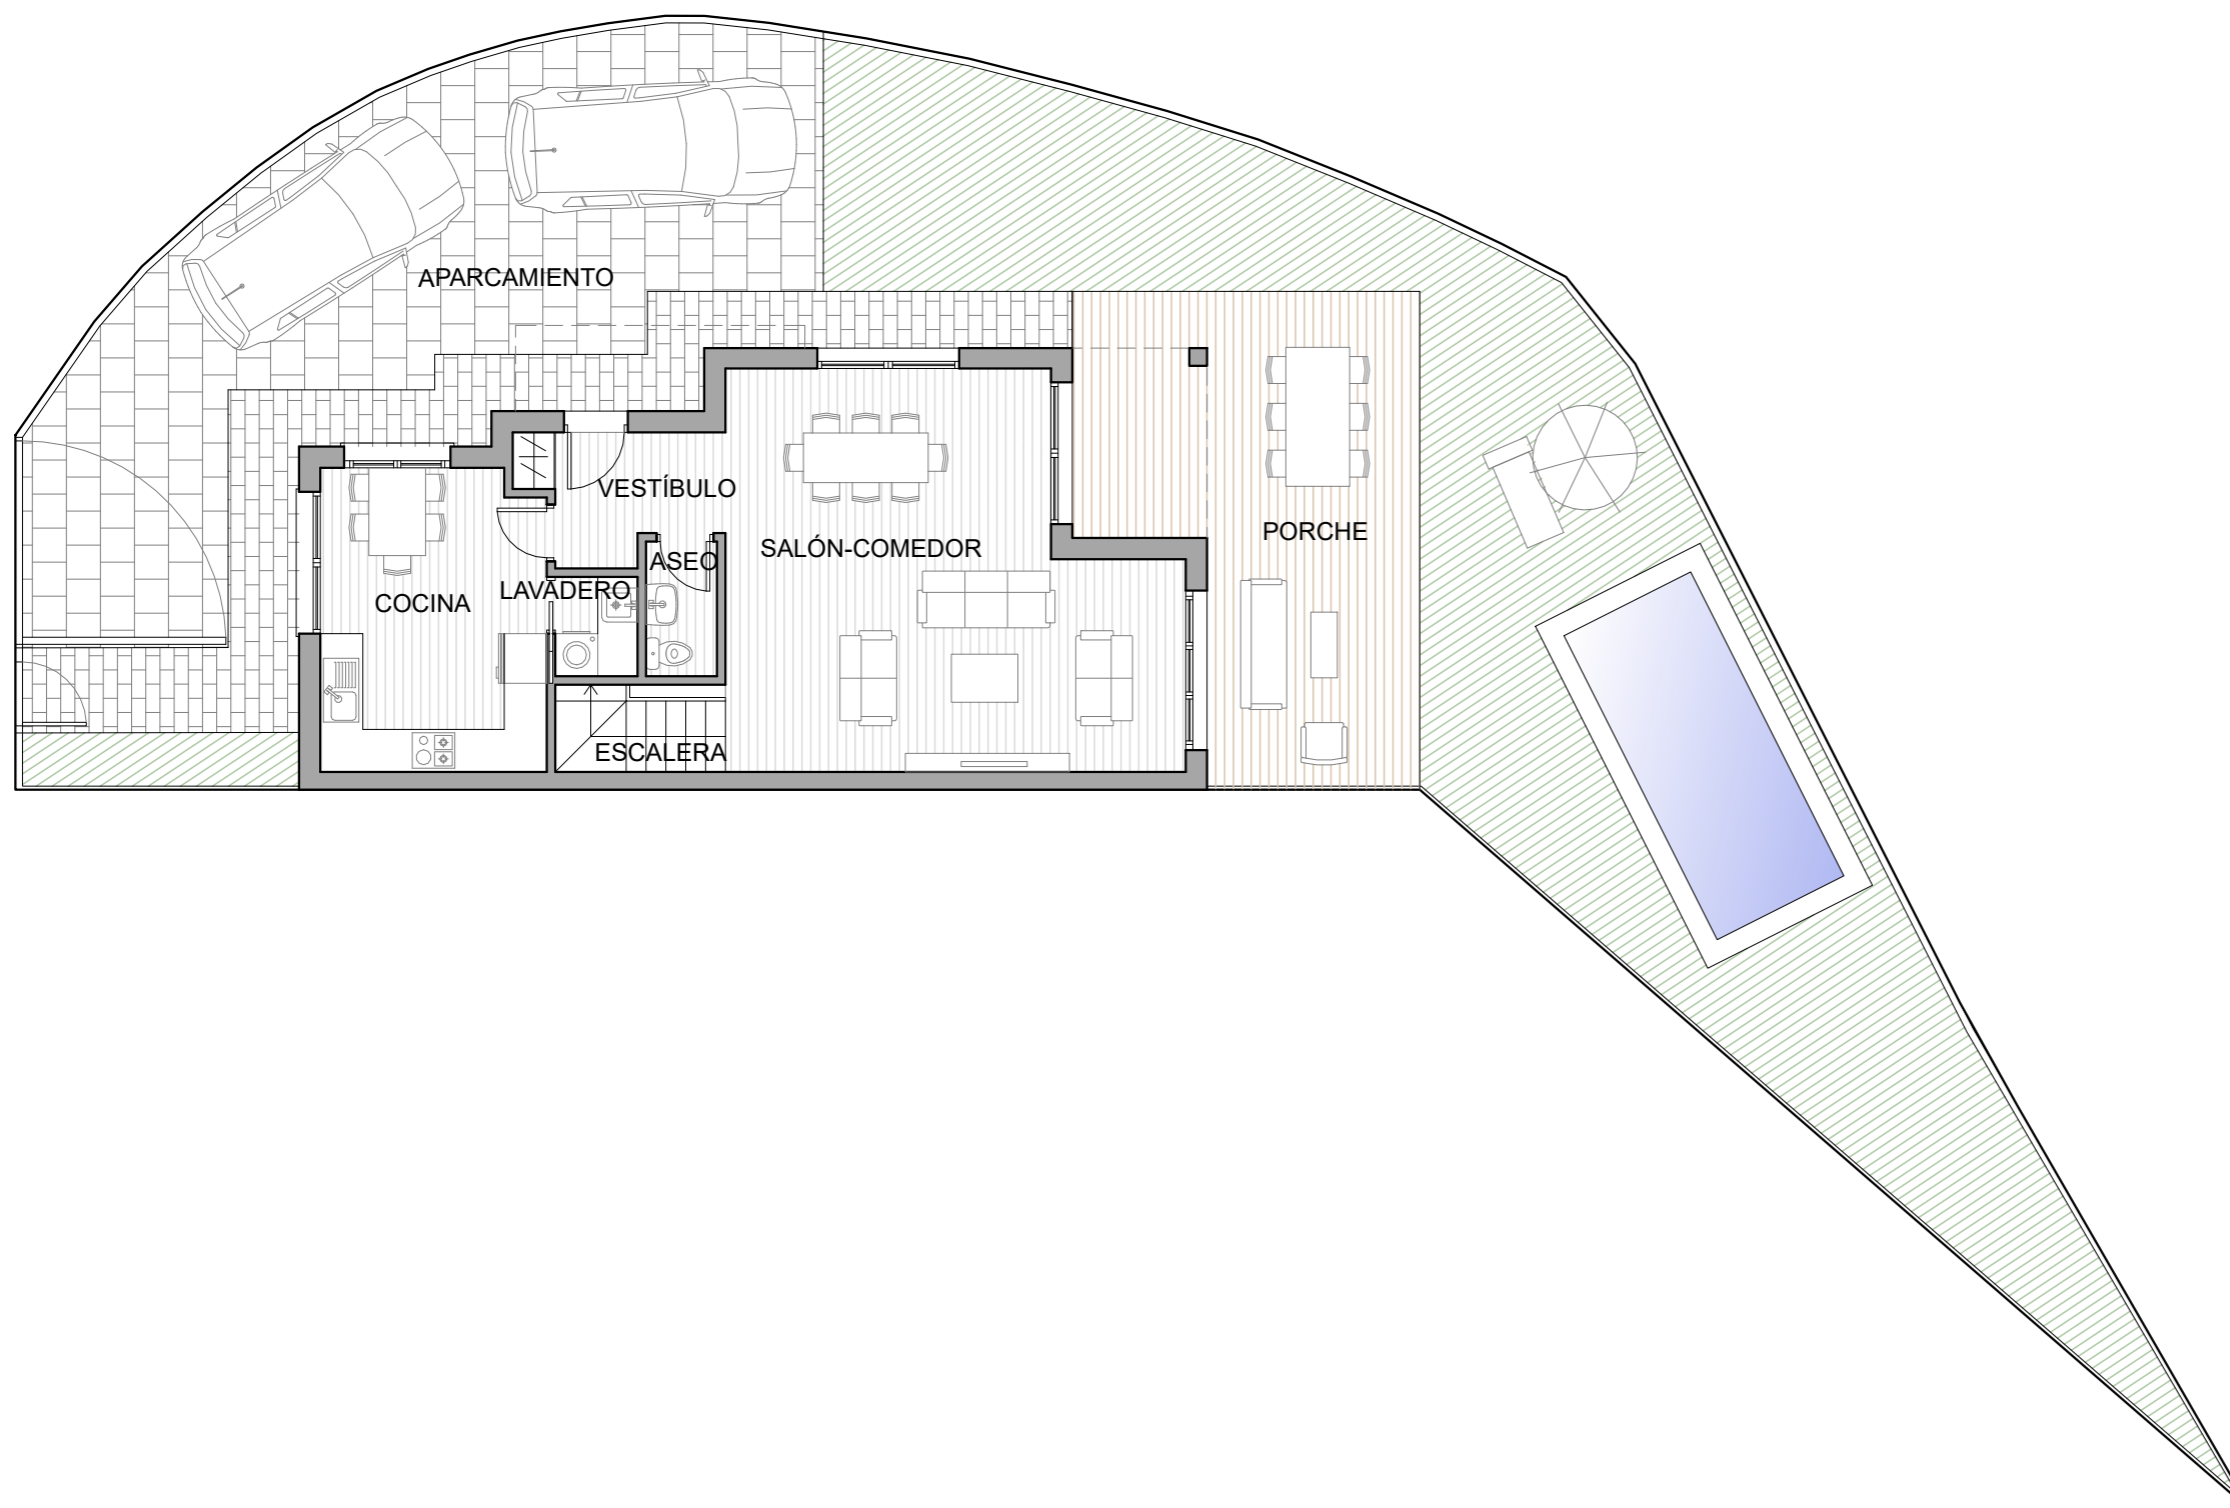 APARCAMIENTO
VESTÍBULO
PORCHE
SALÓN-COMEDOR
ASEO
LAVADERO
COCINA
ESCALERA